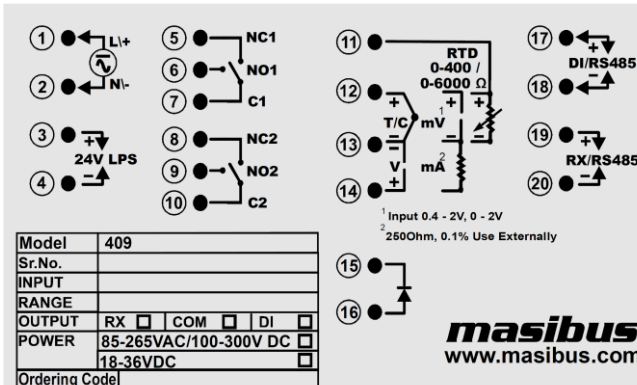 1 L\+
2 N\-
3 + 24V LPS
4 −
5 NC1
6 NO1
7 C1
8 NC2
9 NO2
10 C2
11 RTD
0-400 /
0-6000 Ω
12 + + +
T/C mV 1
13 − − −
− V mA 2
14 + −
1 Input 0.4 - 2V, 0 - 2V
2 250Ohm, 0.1% Use Externally
15
16
17 +
DI/RS485
18 −
19 +
RX/RS485
20 −
Model 409
Sr.No.
INPUT
RANGE
OUTPUT RX COM DI
POWER 85-265VAC/100-300V DC
18-36VDC
Ordering Code
masibus
www.masibus.com